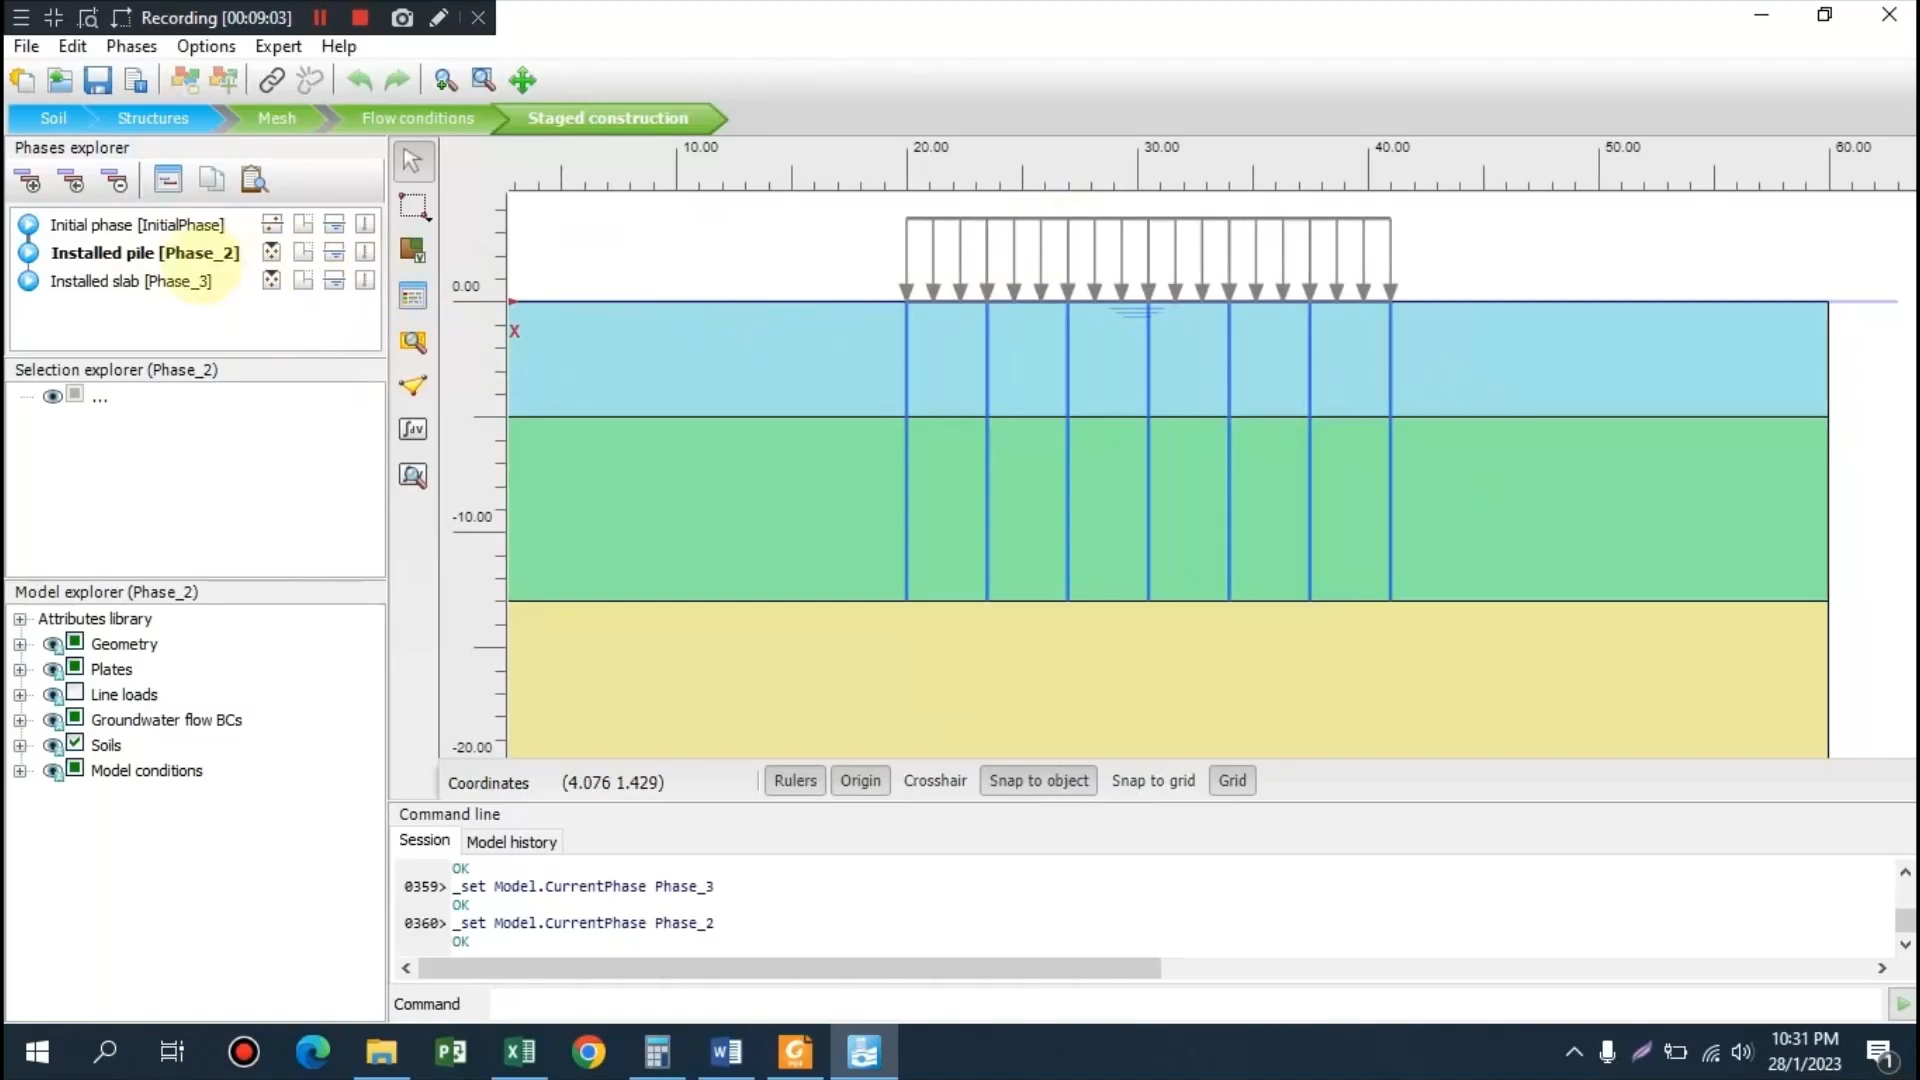 Recording [00:09:03]
File Edit Phases Options Expert Help
Soil Structures Mesh Flow conditions Staged construction
Phases explorer
Initial phase [InitialPhase]
Installed pile [Phase_2]
Installed slab [Phase_3]
Selection explorer (Phase_2)
...
Model explorer (Phase_2)
Attributes library
Geometry
Plates
Line loads
Groundwater flow BCs
Soils
Model conditions
10.00 20.00 30.00 40.00 50.00 60.00
0.00
X
-10.00
-20.00
Coordinates (4.076 1.429) Rulers Origin Crosshair Snap to object Snap to grid Grid
Command line
Session Model history
OK
0359> _set Model.CurrentPhase Phase_3
OK
0360> _set Model.CurrentPhase Phase_2
OK
Command
10:31 PM
28/1/2023
1